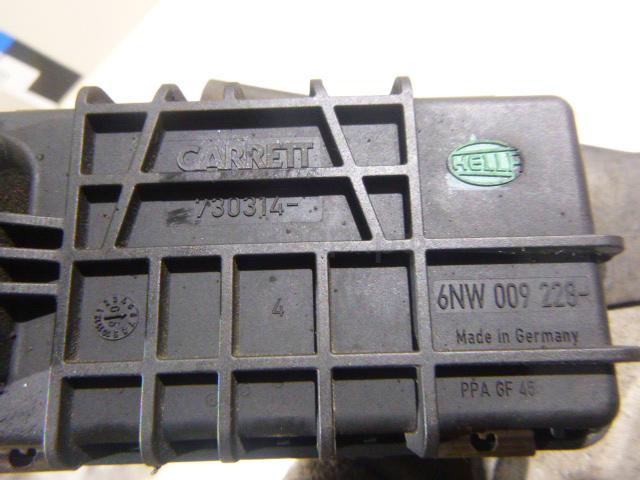 GARRETT
HELLA
730314-
6NW 009 228-
4
Made in Germany
PPA GF 45